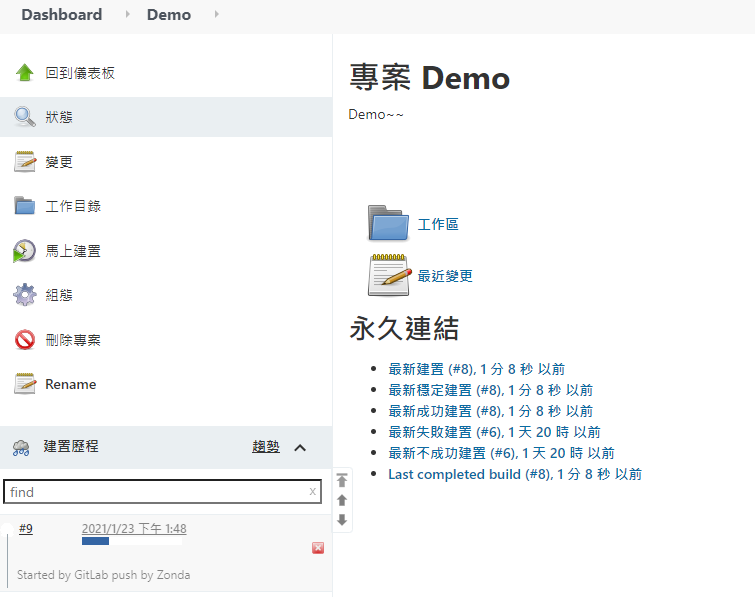 Dashboard Demo
回到儀表板
狀態
變更
工作目錄
馬上建置
組態
刪除專案
Rename
建置歷程 趨勢
find x
#9 2021/1/23 下午 1:48
Started by GitLab push by Zonda
專案 Demo
Demo~~
工作區
最近變更
永久連結
最新建置 (#8), 1 分 8 秒 以前
最新穩定建置 (#8), 1 分 8 秒 以前
最新成功建置 (#8), 1 分 8 秒 以前
最新失敗建置 (#6), 1 天 20 時 以前
最新不成功建置 (#6), 1 天 20 時 以前
Last completed build (#8), 1 分 8 秒 以前